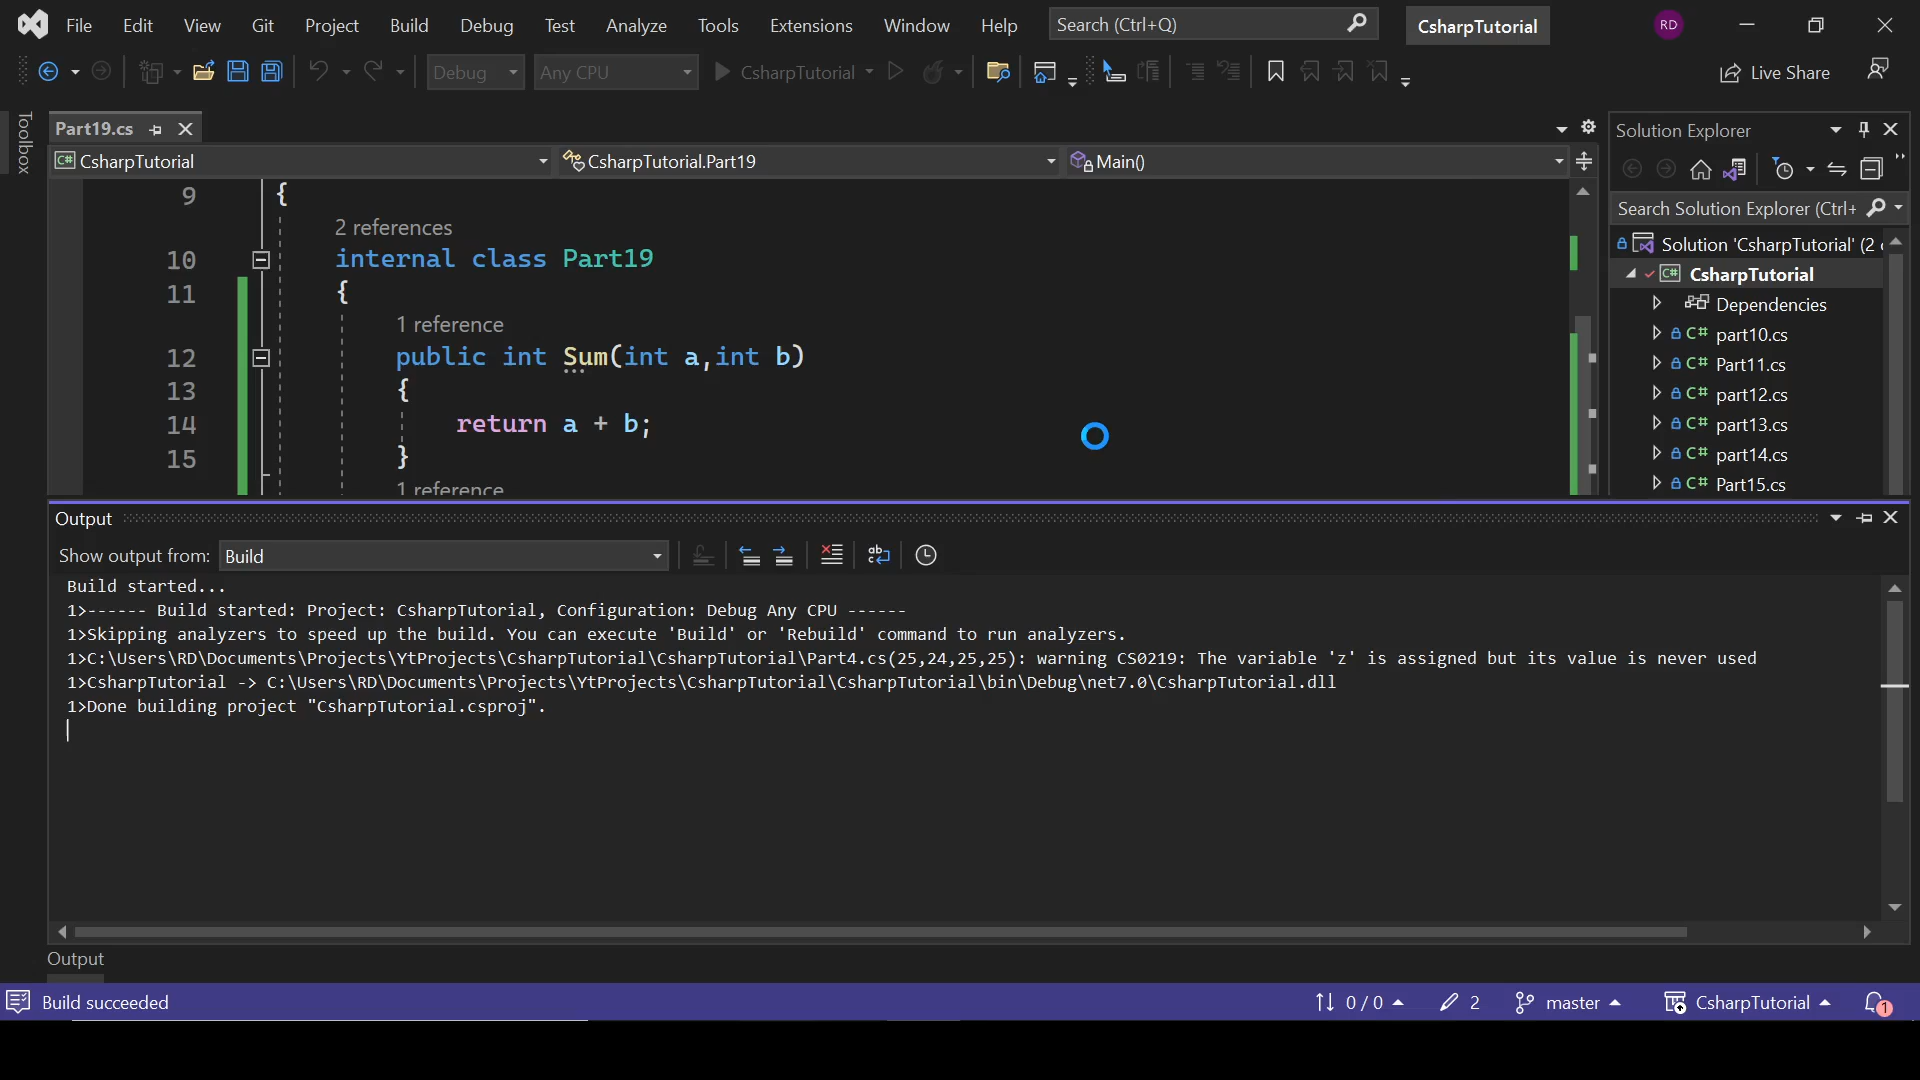 File Edit View Git Project Build Debug Test Analyze Tools Extensions Window Help Search (Ctrl+Q) CsharpTutorial RD
Debug Any CPU CsharpTutorial Live Share
Toolbox
Part19.cs
CsharpTutorial CsharpTutorial.Part19 Main()
9 {
2 references
10 internal class Part19
11 {
1 reference
12 public int Sum(int a,int b)
13 {
14 return a + b;
15 }
1 reference
Solution Explorer
Search Solution Explorer (Ctrl+
Solution 'CsharpTutorial' (2
C# CsharpTutorial
Dependencies
C# part10.cs
C# Part11.cs
C# part12.cs
C# part13.cs
C# part14.cs
C# Part15.cs
Output
Show output from: Build
Build started...
1>------ Build started: Project: CsharpTutorial, Configuration: Debug Any CPU ------
1>Skipping analyzers to speed up the build. You can execute 'Build' or 'Rebuild' command to run analyzers.
1>C:\Users\RD\Documents\Projects\YtProjects\CsharpTutorial\CsharpTutorial\Part4.cs(25,24,25,25): warning CS0219: The variable 'z' is assigned but its value is never used
1>CsharpTutorial -> C:\Users\RD\Documents\Projects\YtProjects\CsharpTutorial\CsharpTutorial\bin\Debug\net7.0\CsharpTutorial.dll
1>Done building project "CsharpTutorial.csproj".
Output
Build succeeded 0 / 0 2 master CsharpTutorial 1